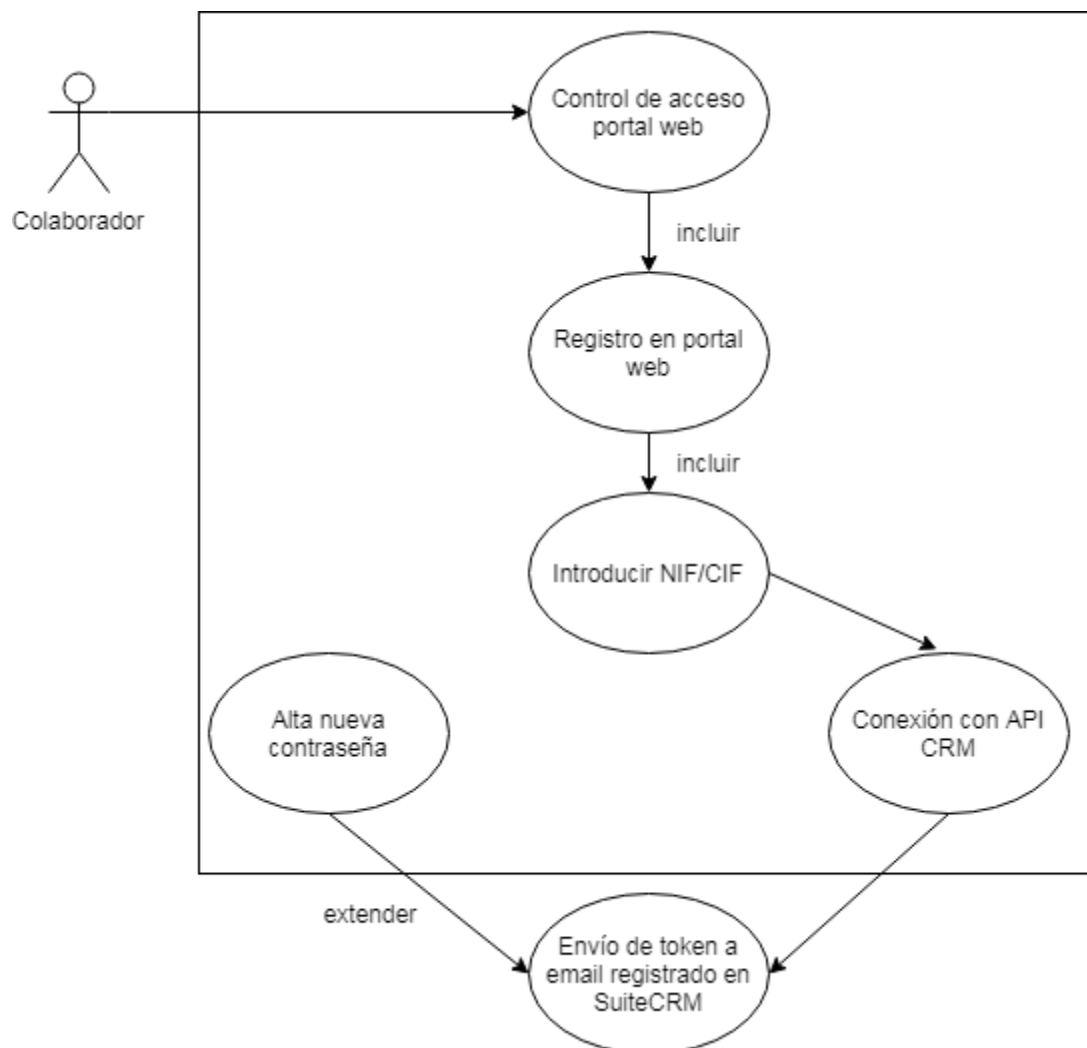 Control de acceso
portal web
Colaborador
incluir
Registro en portal
web
incluir
Introducir NIF/CIF
Alta nueva
contraseña
Conexión con API
CRM
extender
Envío de token a
email registrado en
SuiteCRM